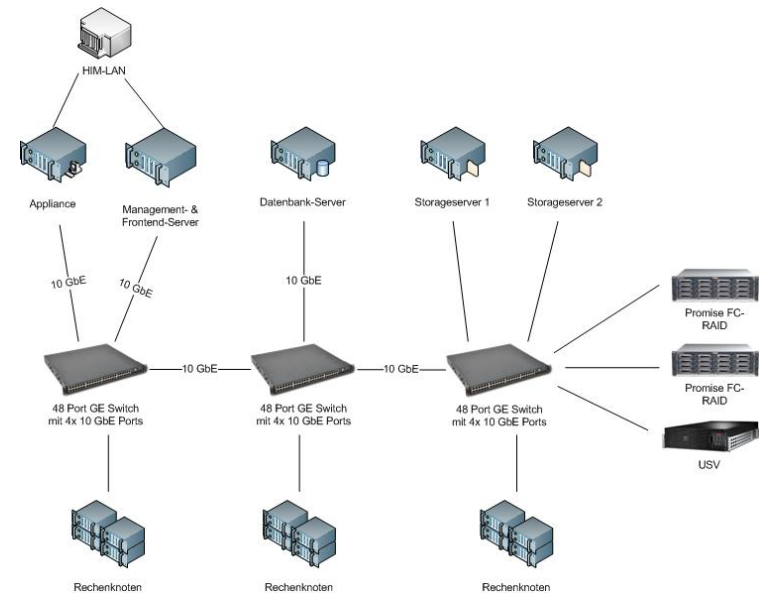 HIM-LAN
Appliance
Management- &
Frontend-Server
Datenbank-Server
Storageserver 1
Storageserver 2
10 GbE
10 GbE
10 GbE
Promise FC-
RAID
10 GbE
10 GbE
Promise FC-
RAID
48 Port GE Switch
mit 4x 10 GbE Ports
48 Port GE Switch
mit 4x 10 GbE Ports
48 Port GE Switch
mit 4x 10 GbE Ports
USV
Rechenknoten
Rechenknoten
Rechenknoten